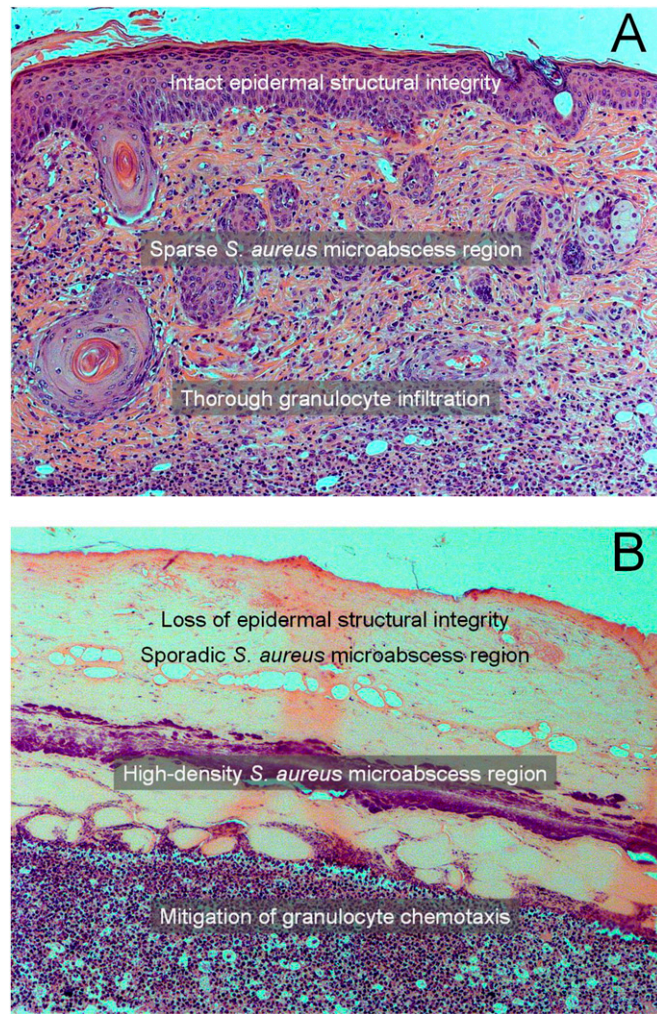 A
Intact epidermal structural integrity
Sparse S. aureus microabscess region
Thorough granulocyte infiltration
B
Loss of epidermal structural integrity
Sporadic S. aureus microabscess region
High-density S. aureus microabscess region
Mitigation of granulocyte chemotaxis